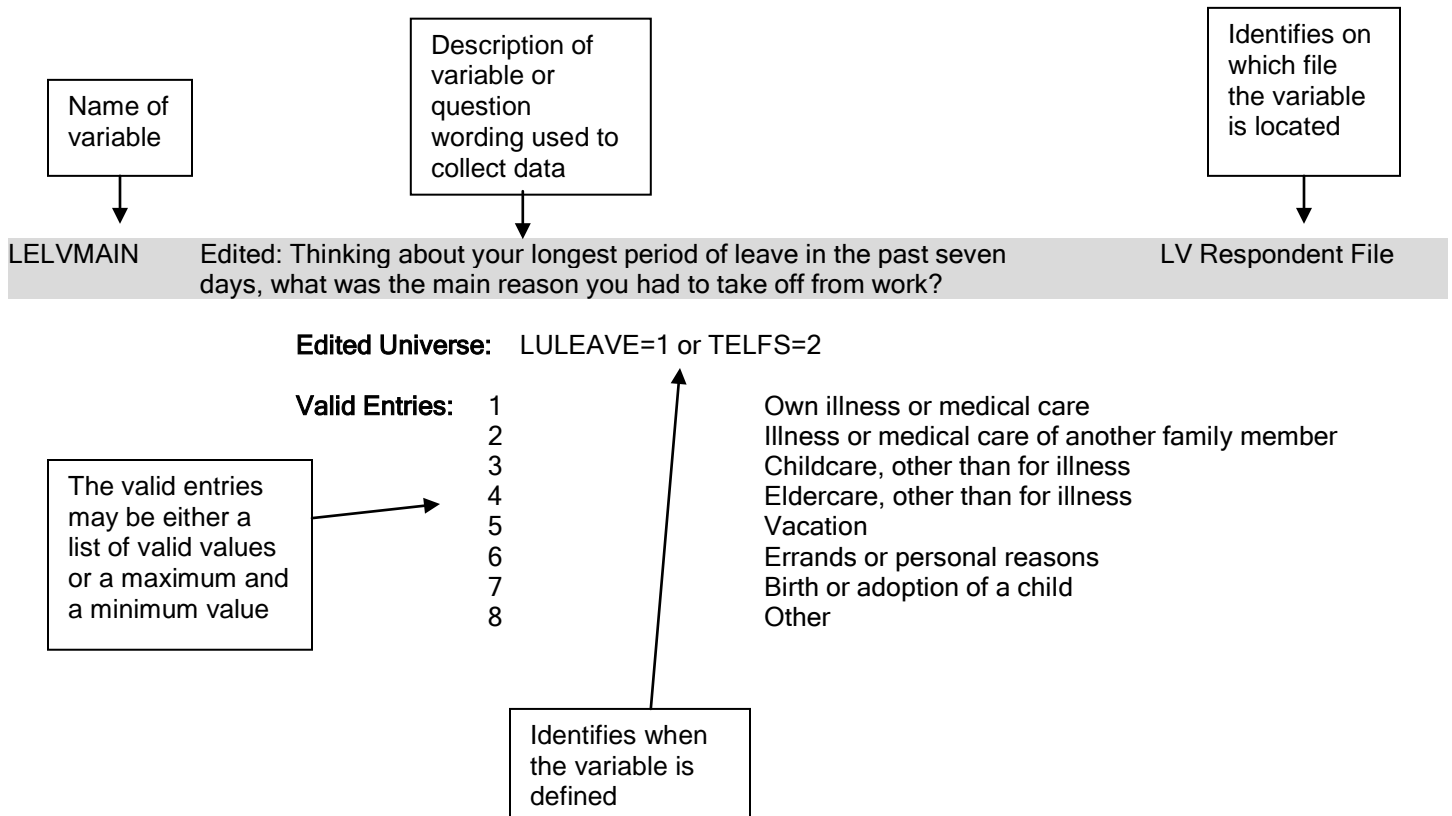 Name of
variable
Description of
variable or
question
wording used to
collect data
Identifies on
which file
the variable
is located
LELVMAIN Edited: Thinking about your longest period of leave in the past seven LV Respondent File
days, what was the main reason you had to take off from work?
Edited Universe: LULEAVE=1 or TELFS=2
Valid Entries: 1 Own illness or medical care
2 Illness or medical care of another family member
3 Childcare, other than for illness
4 Eldercare, other than for illness
5 Vacation
6 Errands or personal reasons
7 Birth or adoption of a child
8 Other
The valid entries
may be either a
list of valid values
or a maximum and
a minimum value
Identifies when
the variable is
defined